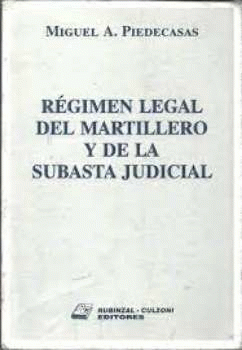 MIGUEL A. PIEDECASAS
RÉGIMEN LEGAL
DEL MARTILLERO
Y DE LA
SUBASTA JUDICIAL
RUBINZAL - CULZONI
EDITORES